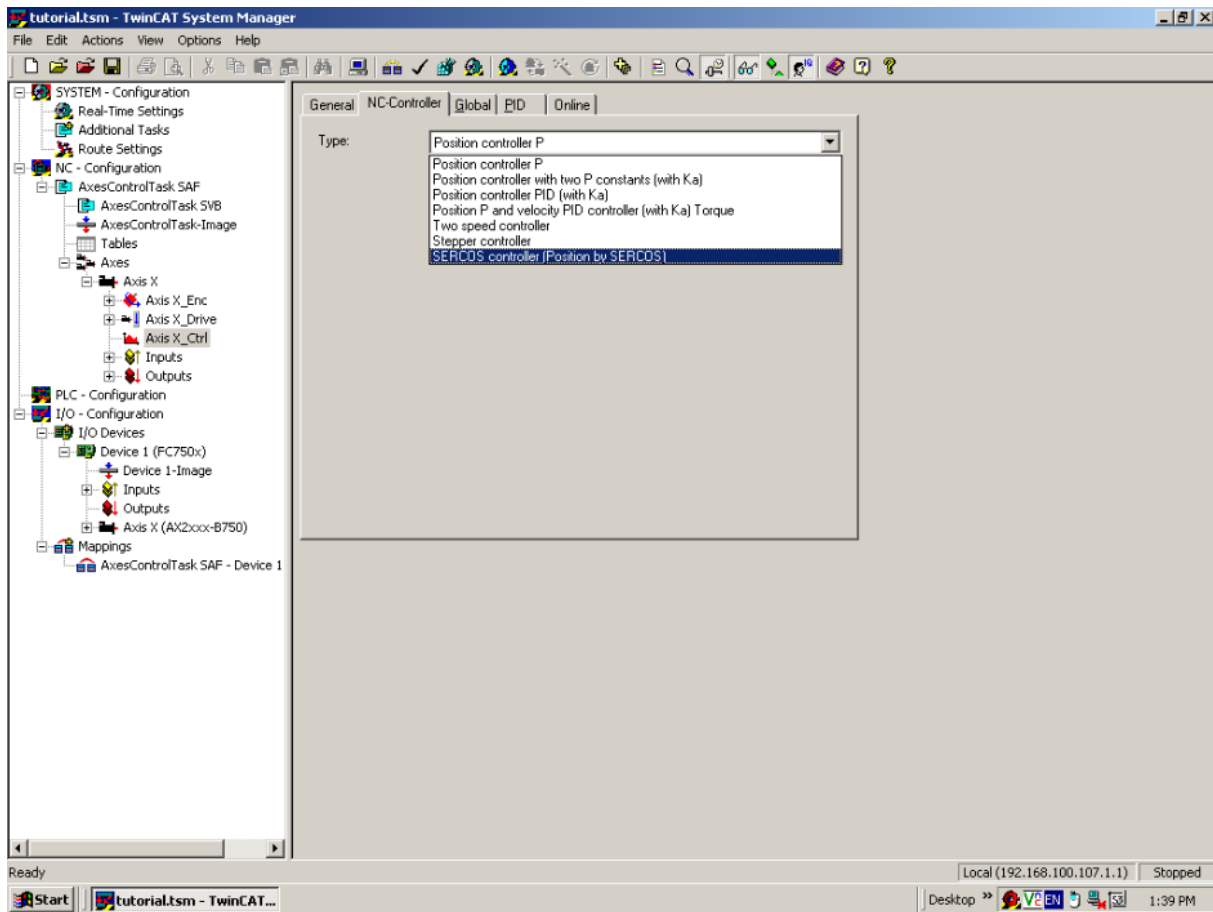 tutorial.tsm - TwinCAT System Manager
File Edit Actions View Options Help
SYSTEM - Configuration
Real-Time Settings
Additional Tasks
Route Settings
NC - Configuration
AxesControlTask SAF
AxesControlTask SVB
AxesControlTask-Image
Tables
Axes
Axis X
Axis X_Enc
Axis X_Drive
Axis X_Ctrl
Inputs
Outputs
PLC - Configuration
I/O - Configuration
I/O Devices
Device 1 (FC750x)
Device 1-Image
Inputs
Outputs
Axis X (AX2xxx-B750)
Mappings
AxesControlTask SAF - Device 1
General NC-Controller Global PID Online
Type: Position controller P
Position controller P
Position controller with two P constants (with Ka)
Position controller PID (with Ka)
Position P and velocity PID controller (with Ka) Torque
Two speed controller
Stepper controller
SERCOS controller (Position by SERCOS)
Ready Local (192.168.100.107.1.1) Stopped
Start tutorial.tsm - TwinCAT... Desktop » EN 1:39 PM